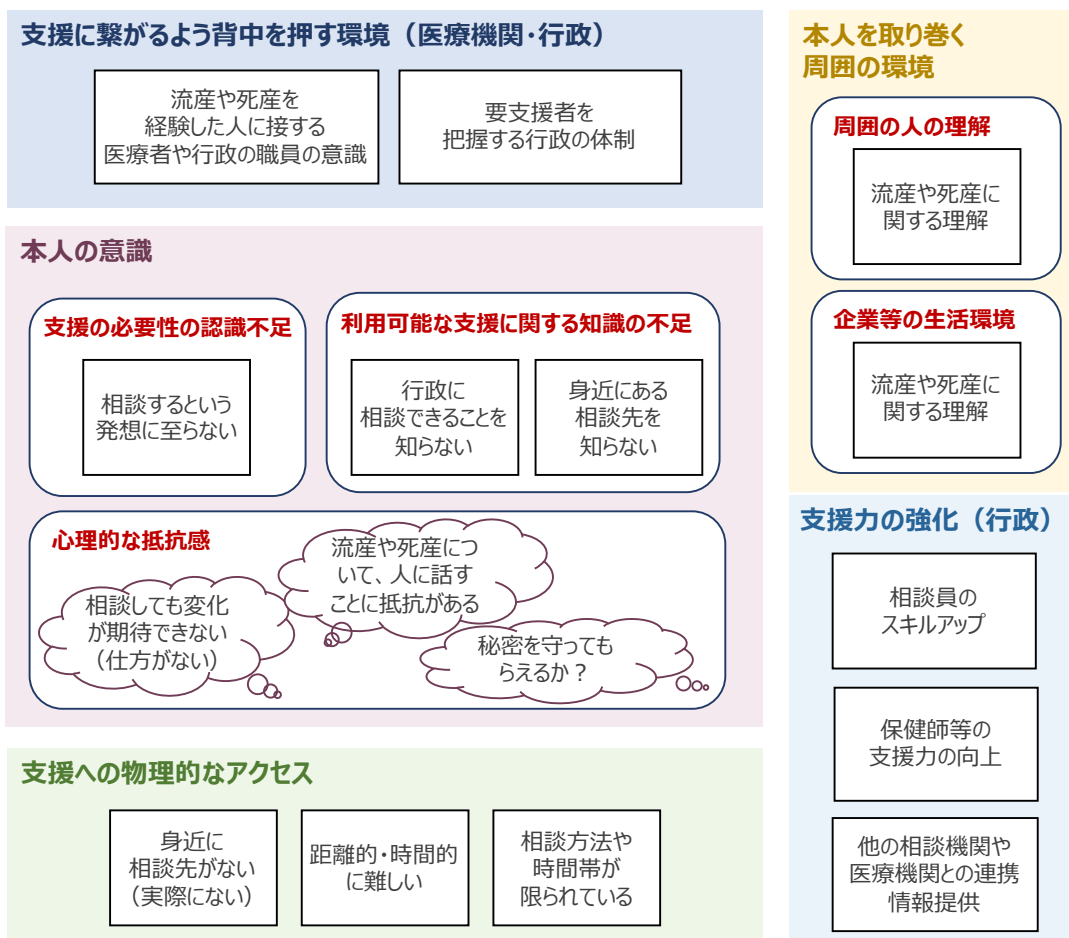 支援に繋がるよう背中を押す環境（医療機関・行政）
流産や死産を
経験した人に接する
医療者や行政の職員の意識
要支援者を
把握する行政の体制
本人の意識
支援の必要性の認識不足
相談するという
発想に至らない
利用可能な支援に関する知識の不足
行政に
相談できることを
知らない
身近にある
相談先を
知らない
心理的な抵抗感
相談しても変化
が期待できない
（仕方がない）
流産や死産につ
いて、人に話す
ことに抵抗がある
秘密を守っても
らえるか？
支援への物理的なアクセス
身近に
相談先がない
（実際にない）
距離的・時間的
に難しい
相談方法や
時間帯が
限られている
本人を取り巻く
周囲の環境
周囲の人の理解
流産や死産に
関する理解
企業等の生活環境
流産や死産に
関する理解
支援力の強化（行政）
相談員の
スキルアップ
保健師等の
支援力の向上
他の相談機関や
医療機関との連携
情報提供